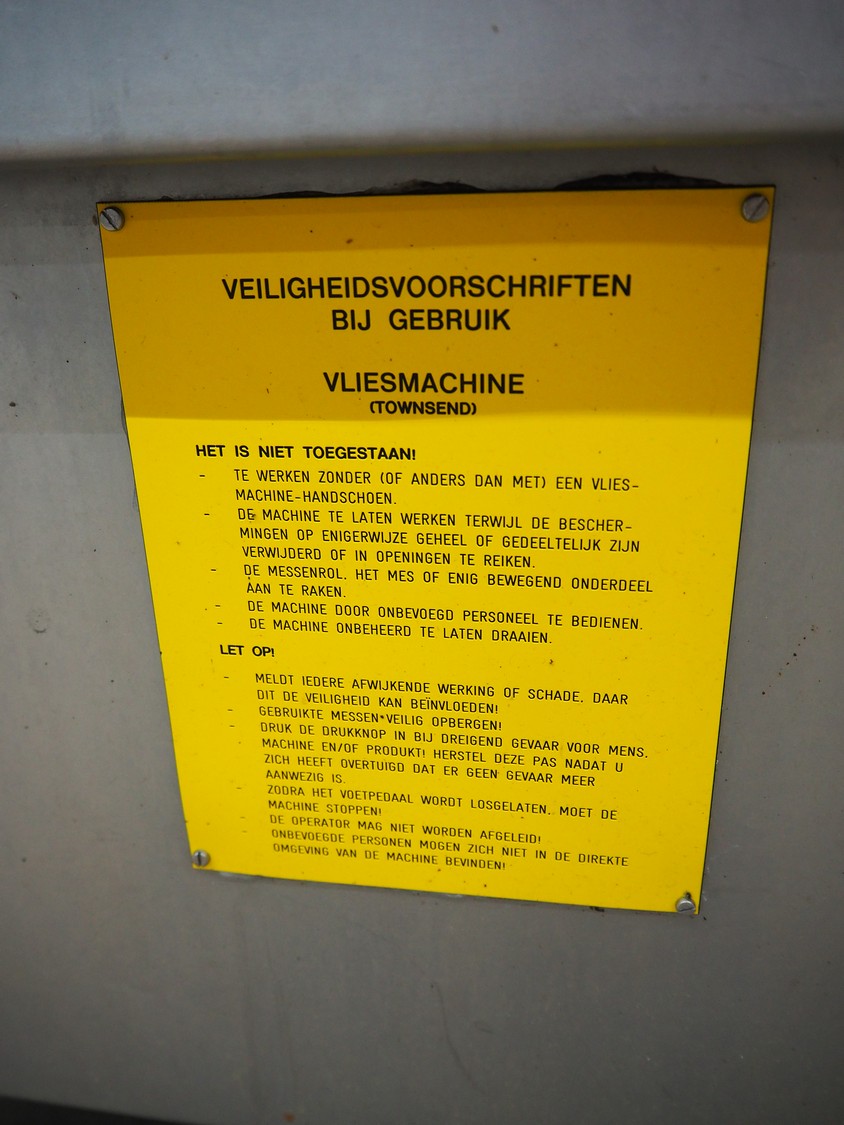 VEILIGHEIDSVOORSCHRIFTEN
BIJ GEBRUIK
VLIESMACHINE
(TOWNSEND)
HET IS NIET TOEGESTAAN!
- TE WERKEN ZONDER (OF ANDERS DAN MET) EEN VLIES-
MACHINE-HANDSCHOEN.
- DE MACHINE TE LATEN WERKEN TERWIJL DE BESCHER-
MINGEN OP ENIGERWIJZE GEHEEL OF GEDEELTELIJK ZIJN
VERWIJDERD OF IN OPENINGEN TE REIKEN.
- DE MESSENROL, HET MES OF ENIG BEWEGEND ONDERDEEL
AAN TE RAKEN.
- DE MACHINE DOOR ONBEVOEGD PERSONEEL TE BEDIENEN.
- DE MACHINE ONBEHEERD TE LATEN DRAAIEN.
LET OP!
- MELDT IEDERE AFWIJKENDE WERKING OF SCHADE, DAAR
DIT DE VEILIGHEID KAN BEÏNVLOEDEN!
- GEBRUIKTE MESSEN VEILIG OPBERGEN!
- DRUK DE DRUKKNOP IN BIJ DREIGEND GEVAAR VOOR MENS,
MACHINE EN/OF PRODUKT! HERSTEL DEZE PAS NADAT U
ZICH HEEFT OVERTUIGD DAT ER GEEN GEVAAR MEER
AANWEZIG IS.
- ZODRA HET VOETPEDAAL WORDT LOSGELATEN, MOET DE
MACHINE STOPPEN!
- DE OPERATOR MAG NIET WORDEN AFGELEID!
- ONBEVOEGDE PERSONEN MOGEN ZICH NIET IN DE DIREKTE
OMGEVING VAN DE MACHINE BEVINDEN!